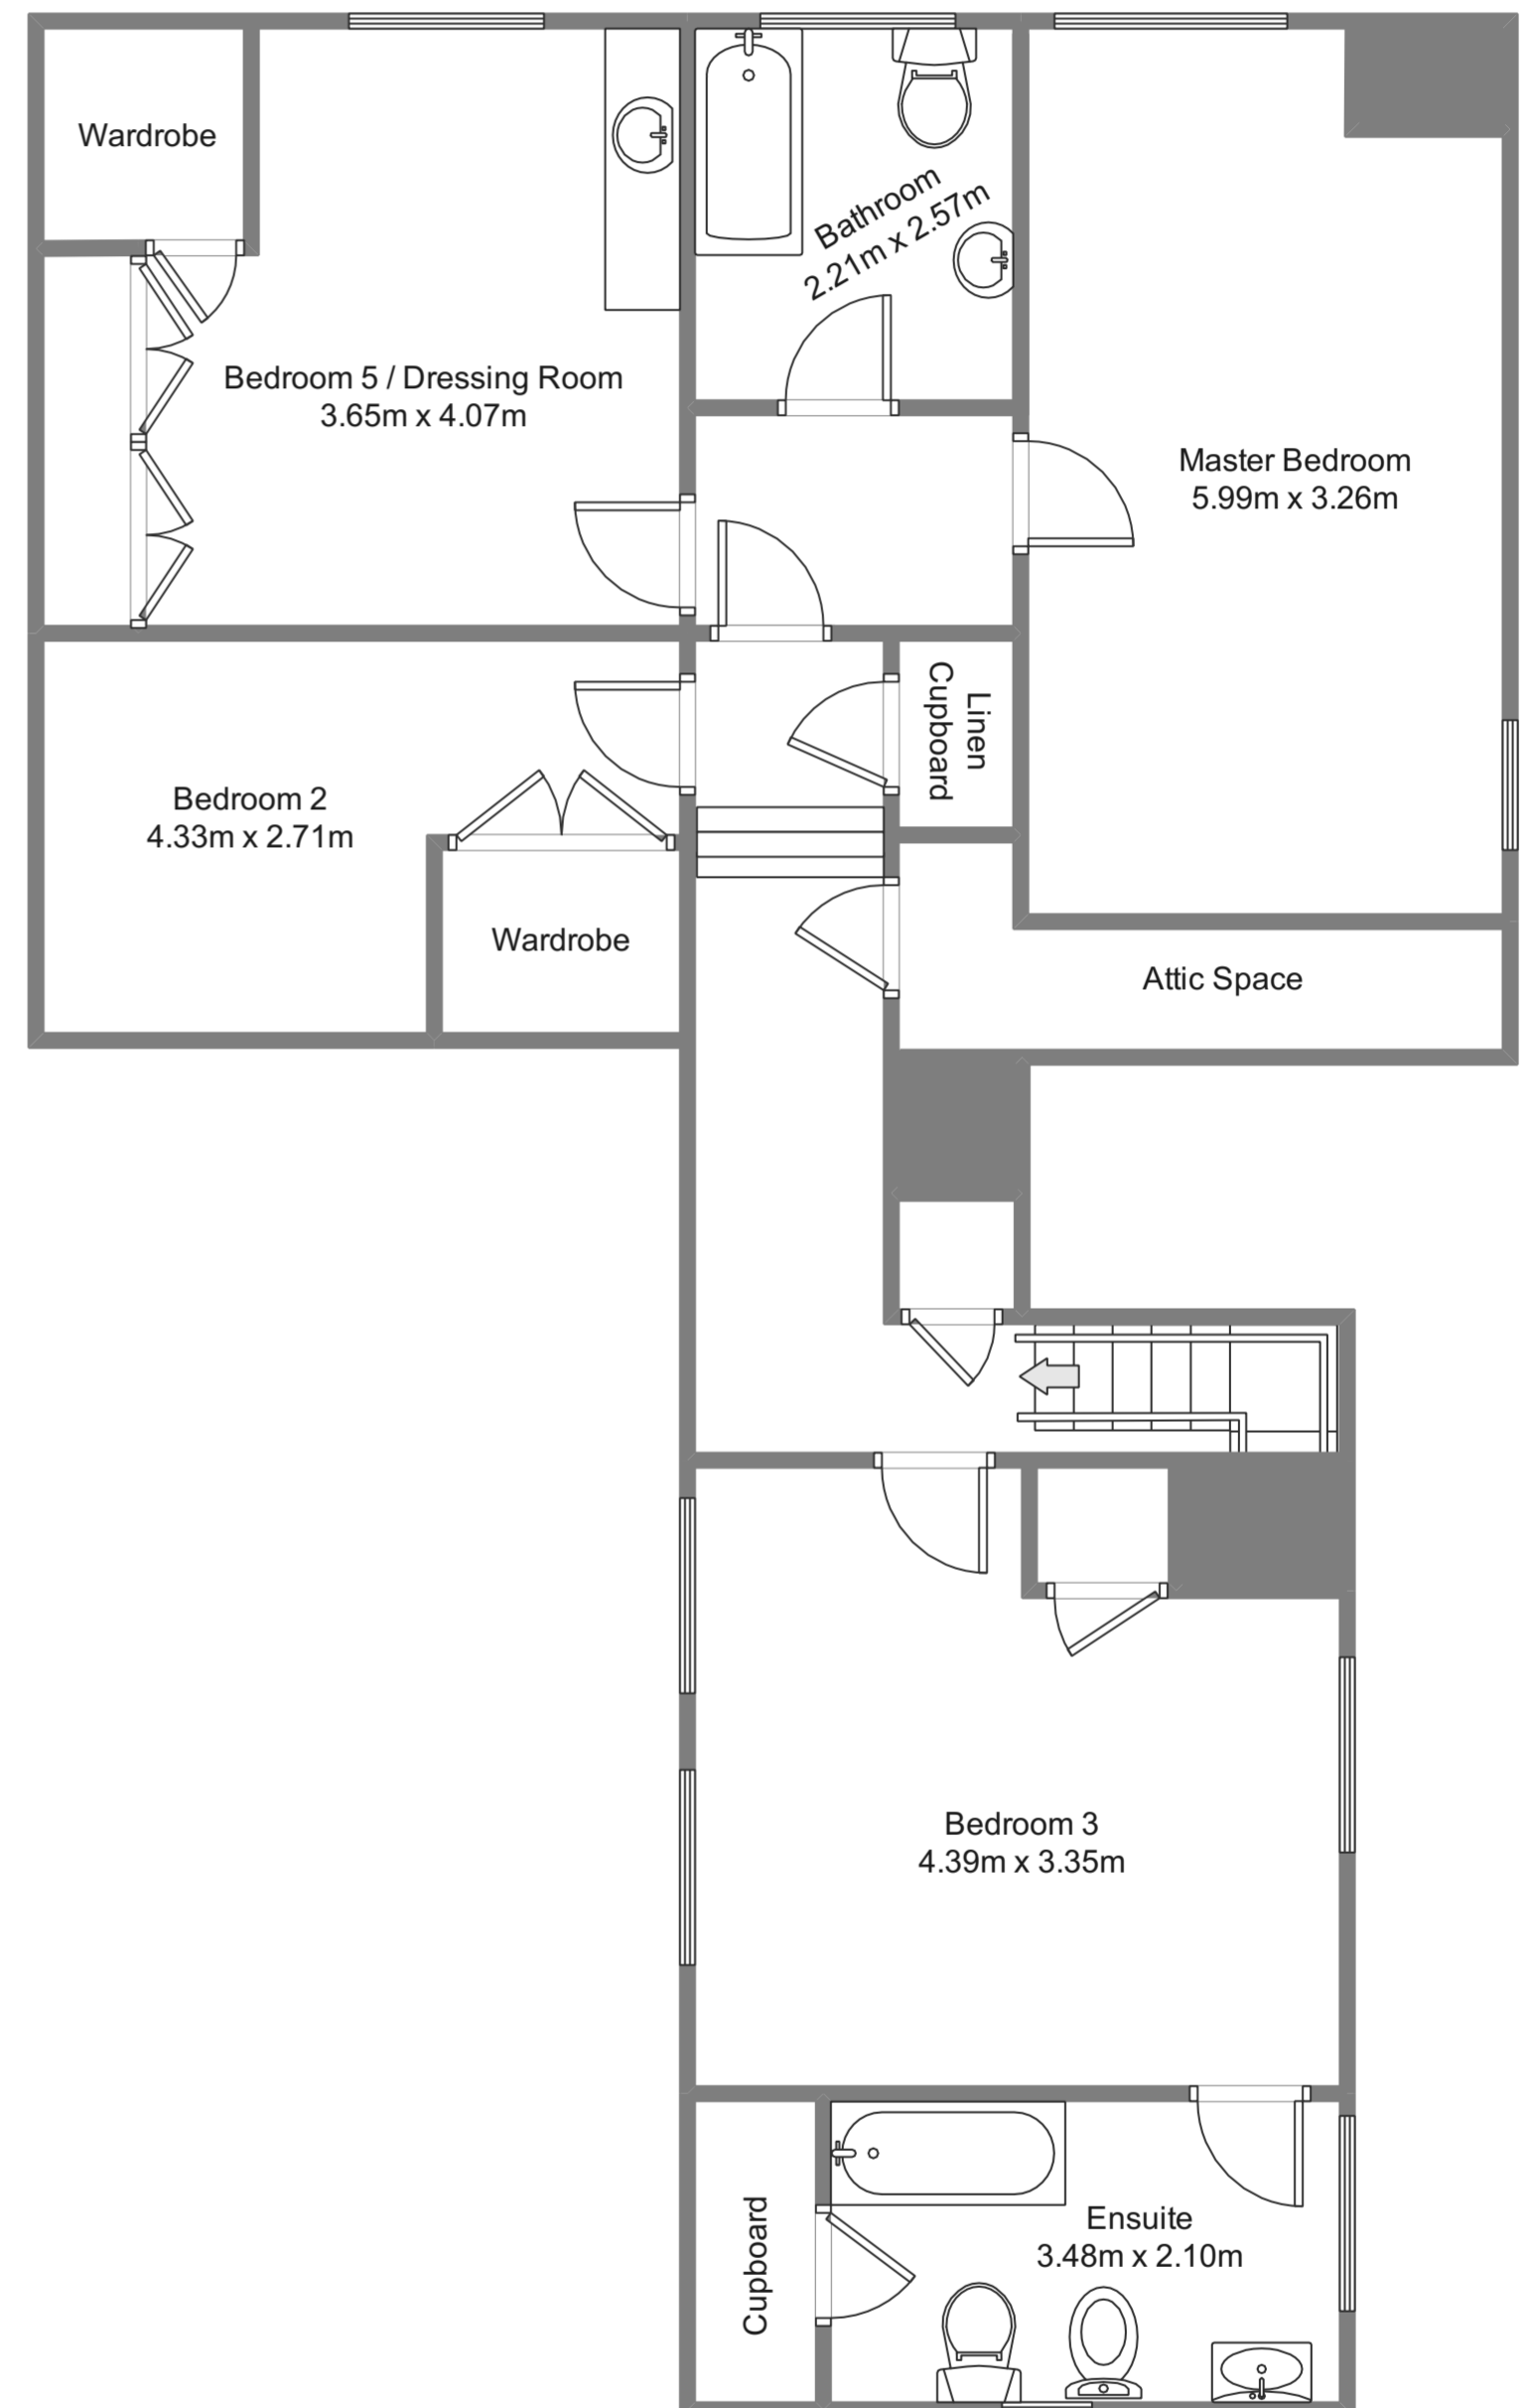 Wardrobe
Bathroom
2.21m x 2.57m
Bedroom 5 / Dressing Room
3.65m x 4.07m
Master Bedroom
5.99m x 3.26m
Linen
Cupboard
Bedroom 2
4.33m x 2.71m
Wardrobe
Attic Space
Bedroom 3
4.39m x 3.35m
Ensuite
3.48m x 2.10m
Cupboard